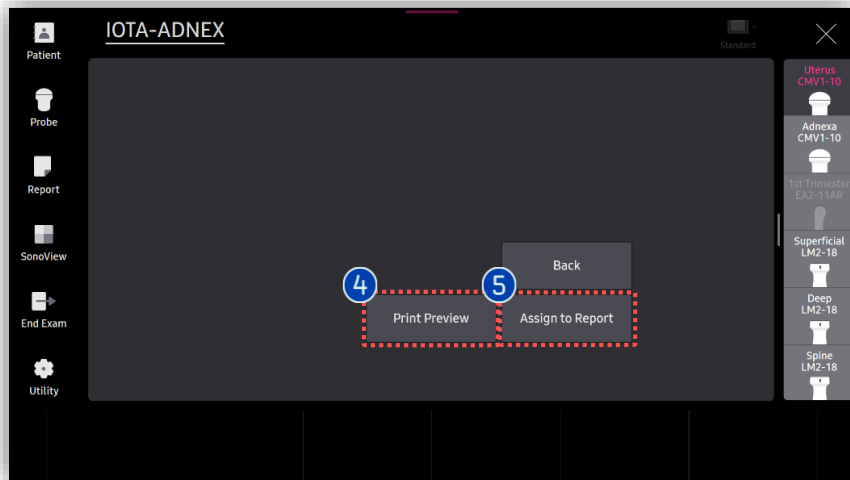 IOTA-ADNEX
Standard
Patient
Probe
Report
SonoView
End Exam
Utility
Back
4
5
Print Preview
Assign to Report
Uterus
CMV1-10
Adnexa
CMV1-10
1st Trimester
EA2-11AR
Superficial
LM2-18
Deep
LM2-18
Spine
LM2-18